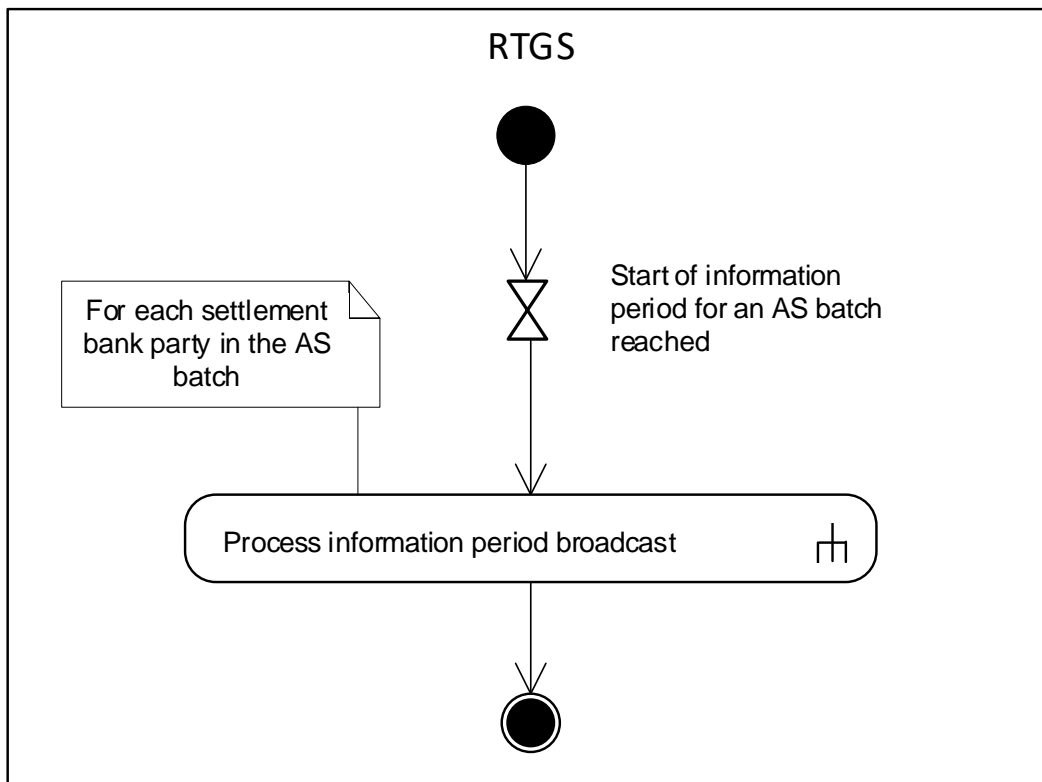 RTGS
Start of information
period for an AS batch
reached
For each settlement
bank party in the AS
batch
Process information period broadcast